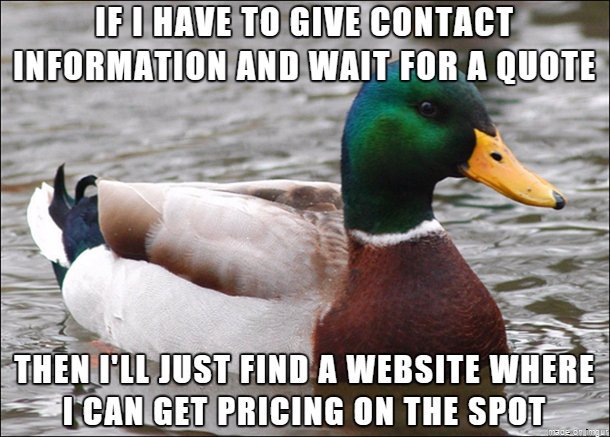 IF I HAVE TO GIVE CONTACT
INFORMATION AND WAIT FOR A QUOTE
THEN I'LL JUST FIND A WEBSITE WHERE
I CAN GET PRICING ON THE SPOT
made on imgur